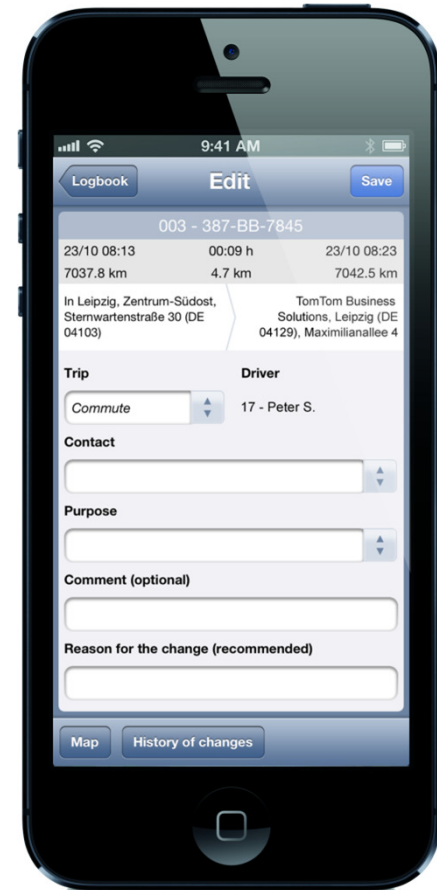 9:41 AM
Logbook Edit Save
003 - 387-BB-7845
23/10 08:13 00:09 h 23/10 08:23
7037.8 km 4.7 km 7042.5 km
In Leipzig, Zentrum-Südost,
Sternwartenstraße 30 (DE
04103)
TomTom Business
Solutions, Leipzig (DE
04129), Maximilianallee 4
Trip Driver
Commute 17 - Peter S.
Contact
Purpose
Comment (optional)
Reason for the change (recommended)
Map History of changes